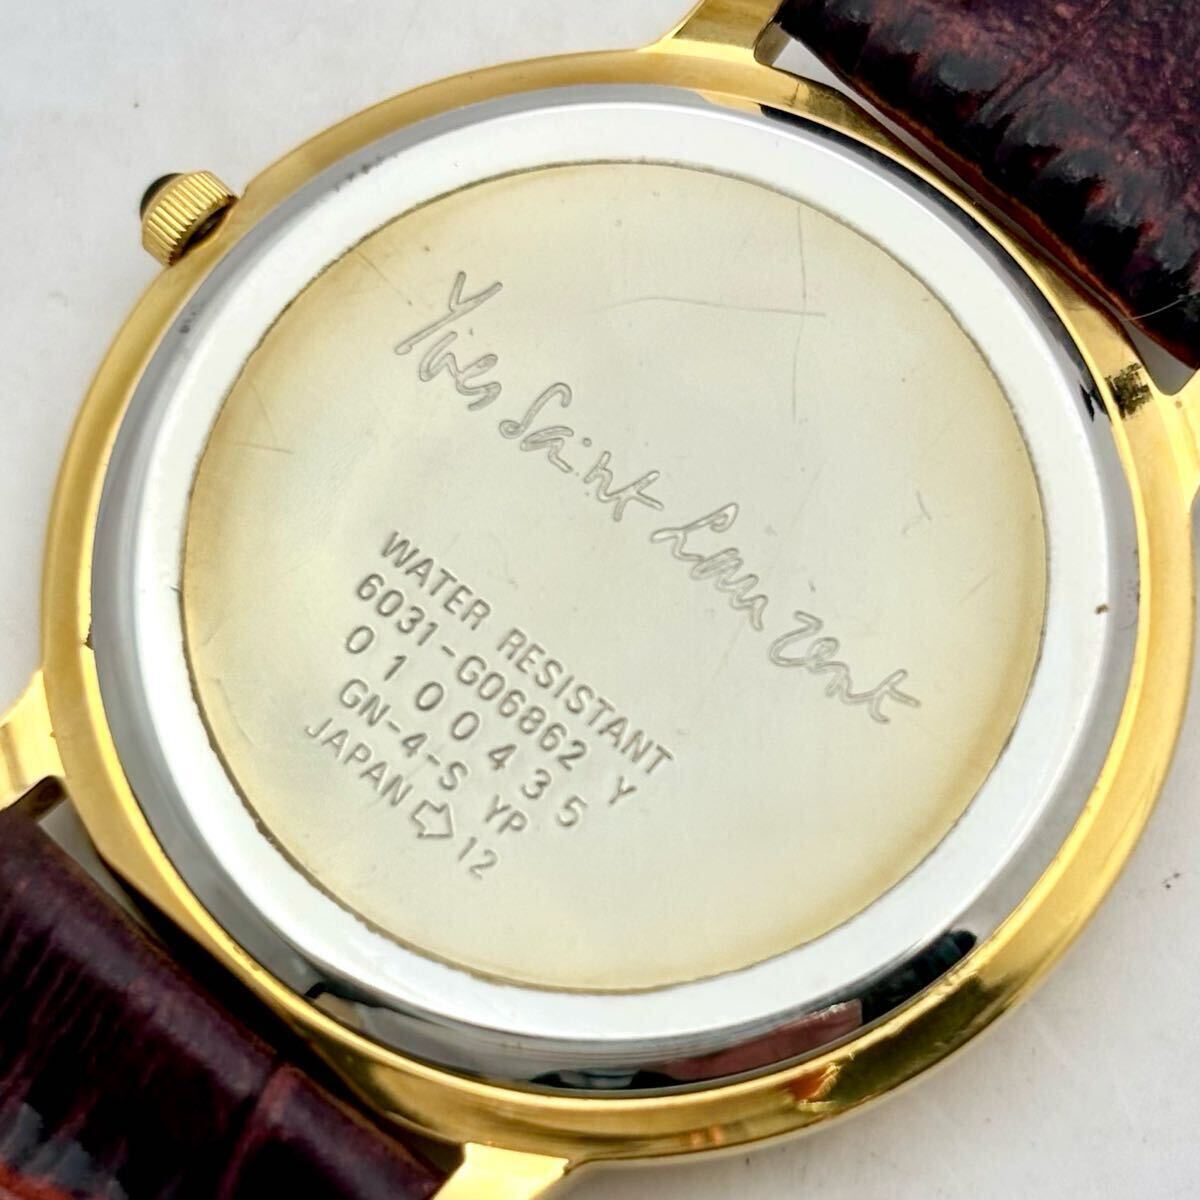 Yves Saint Laurent
WATER RESISTANT
6031-G06862 Y
0100435
GN-4-S YP
JAPAN ⇨ 12